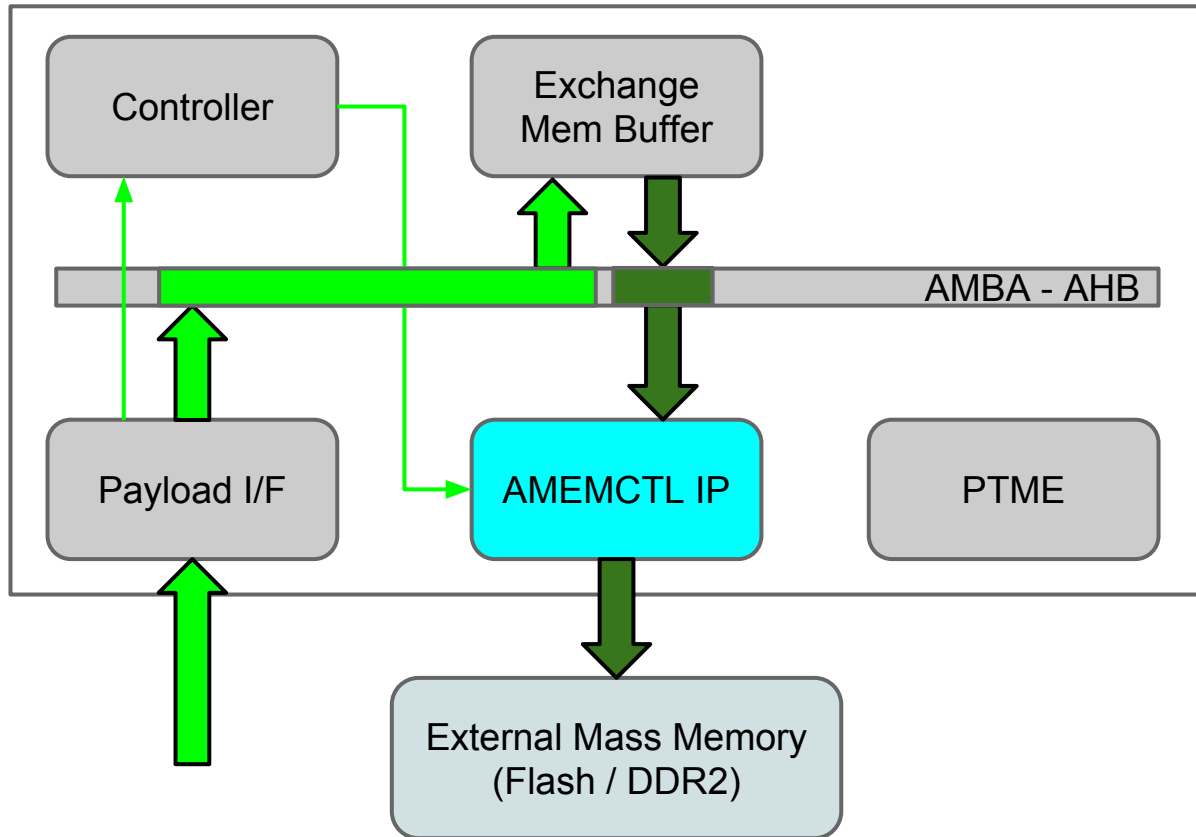 Controller
Exchange
Mem Buffer
AMBA - AHB
Payload I/F
AMEMCTL IP
PTME
External Mass Memory
(Flash / DDR2)